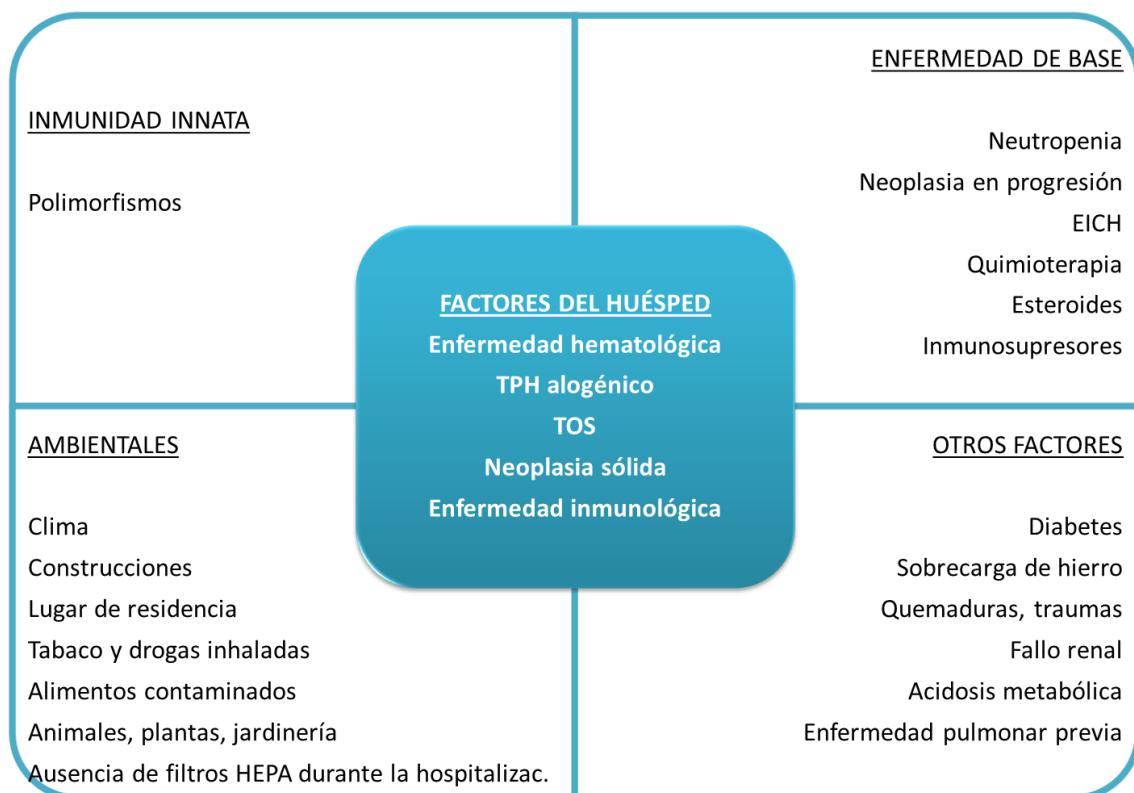 INMUNIDAD INNATA
Polimorfismos
ENFERMEDAD DE BASE
Neutropenia
Neoplasia en progresión
EICH
Quimioterapia
Esteroides
Inmunosupresores
FACTORES DEL HUÉSPED
Enfermedad hematológica
TPH alogénico
TOS
Neoplasia sólida
Enfermedad inmunológica
AMBIENTALES
Clima
Construcciones
Lugar de residencia
Tabaco y drogas inhaladas
Alimentos contaminados
Animales, plantas, jardinería
Ausencia de filtros HEPA durante la hospitalizac.
OTROS FACTORES
Diabetes
Sobrecarga de hierro
Quemaduras, traumas
Fallo renal
Acidosis metabólica
Enfermedad pulmonar previa